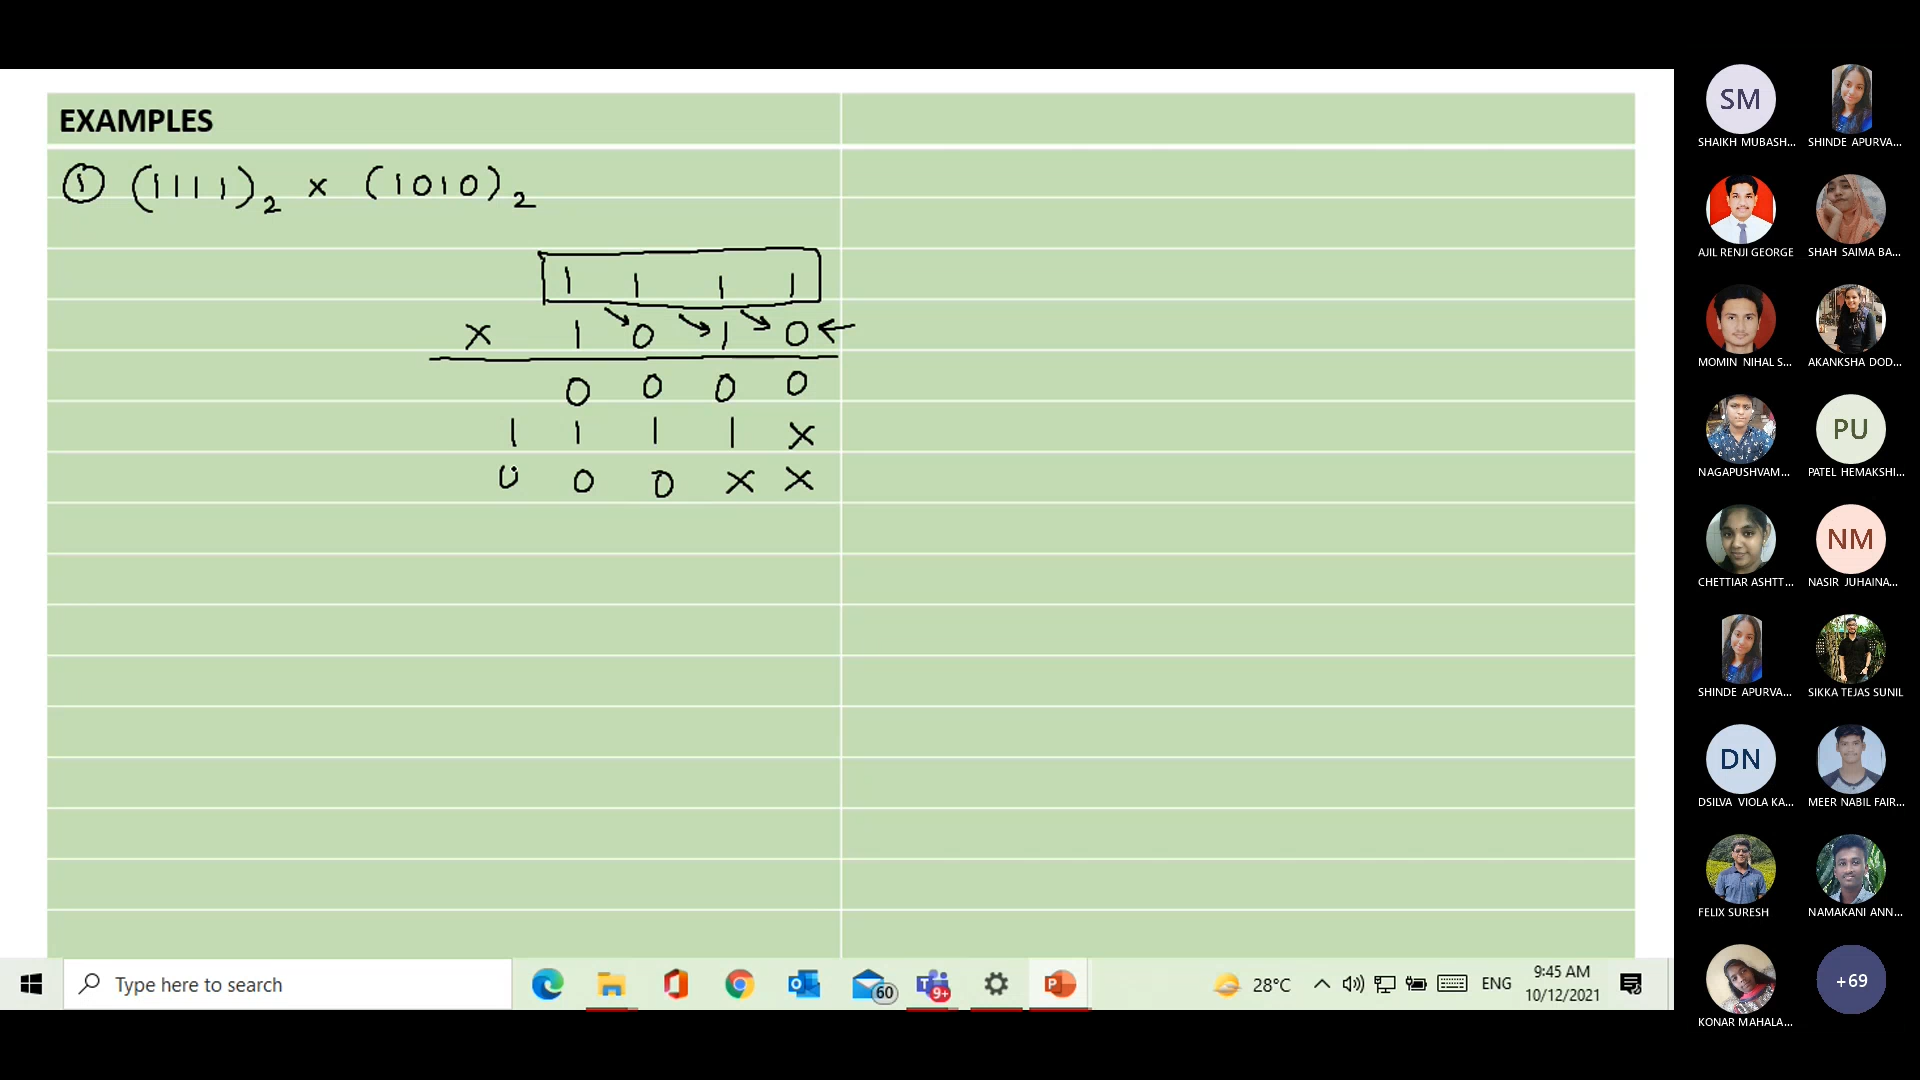 EXAMPLES
① (1111)₂ × (1010)₂
1 1 1 1
× 1 0 1 0 ←
0 0 0 0
1 1 1 1 ×
0 0 0 × ×
SM
SHAIKH MUBASH...
SHINDE APURVA...
AJIL RENJI GEORGE
SHAH SAIMA BA...
MOMIN NIHAL S...
AKANKSHA DOD...
NAGAPUSHVAM...
PU
PATEL HEMAKSHI...
CHETTIAR ASHTT...
NM
NASIR JUHAINA...
SHINDE APURVA...
SIKKA TEJAS SUNIL
DN
DSILVA VIOLA KA...
MEER NABIL FAIR...
FELIX SURESH
NAMAKANI ANN...
KONAR MAHALA...
+69
Type here to search
60
9+
28°C
ENG
9:45 AM
10/12/2021